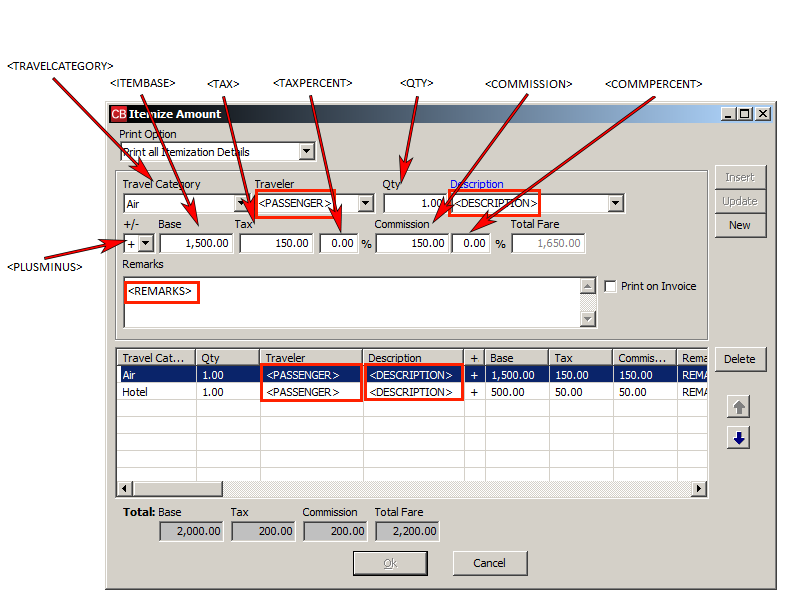 <TRAVELCATEGORY>
<ITEMBASE> <TAX> <TAXPERCENT> <QTY> <COMMISSION> <COMMPERCENT>
CB Itemize Amount
Print Option
Print all Itemization Details
Travel Category Traveler Qty Description Insert
Air <PASSENGER> 1.00 <DESCRIPTION> Update
+/- Base Tax Commission Total Fare New
+ 1,500.00 150.00 0.00 % 150.00 0.00 % 1,650.00
<PLUSMINUS>
Remarks
<REMARKS> Print on Invoice
Travel Cat... Qty Traveler Description + Base Tax Commis... Rema Delete
Air 1.00 <PASSENGER> <DESCRIPTION> + 1,500.00 150.00 150.00 REMA
Hotel 1.00 <PASSENGER> <DESCRIPTION> + 500.00 50.00 50.00 REMA
Total: Base Tax Commission Total Fare
2,000.00 200.00 200.00 2,200.00
Ok Cancel